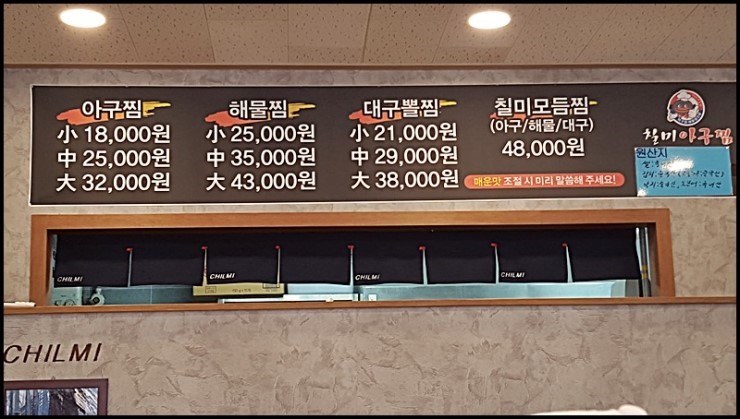 아구찜
小 18,000원
中 25,000원
大 32,000원
해물찜
小 25,000원
中 35,000원
大 43,000원
대구뽈찜
小 21,000원
中 29,000원
大 38,000원
칠미모듬찜
(아구/해물/대구)
48,000원
매운맛 조절 시 미리 말씀해 주세요!
칠미아구찜
원산지
CHILMI
CHILMI
CHILMI
CHILMI